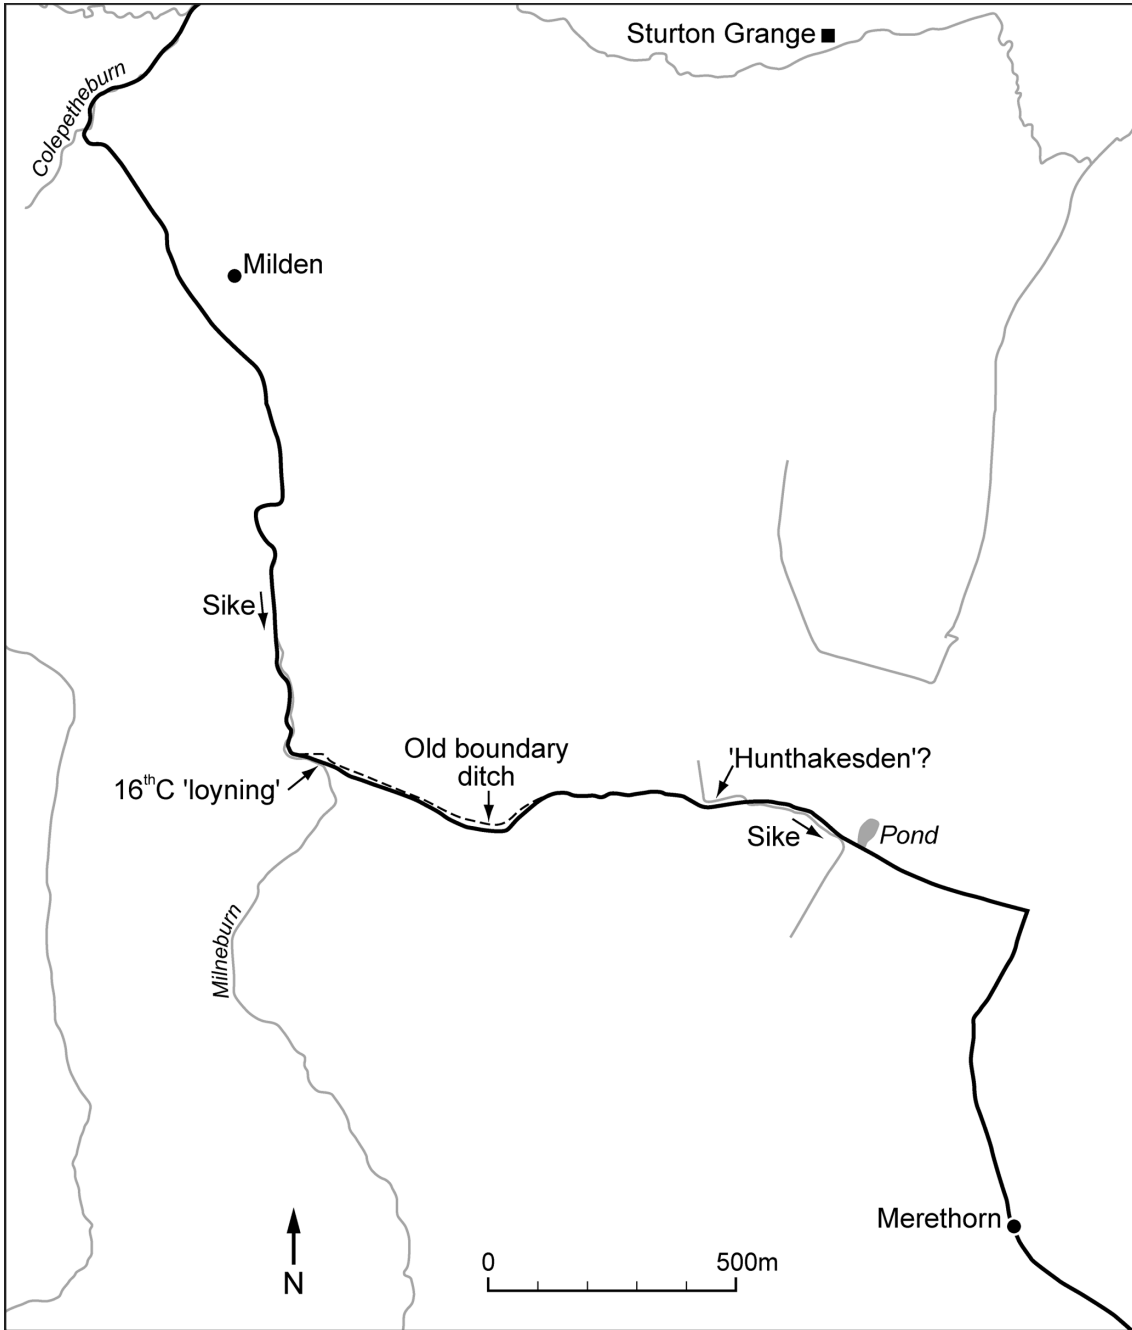 Sturton Grange
Colepetheburn
Milden
Sike
Old boundary
ditch
'Hunthakesden'?
16thC 'loyning'
Sike
Pond
Milneburn
Merethorn
0 500m
N